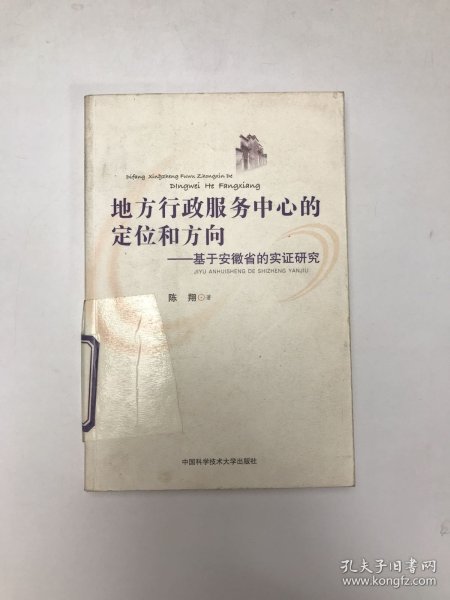 Difang Xingzheng Fuwu Zhongxin De
Dingwei He Fangxiang
地方行政服务中心的
定位和方向
——基于安徽省的实证研究
JIYU ANHUISHENG DE SHIZHENG YANJIU
陈 翔 ⊙ 著
中国科学技术大学出版社
孔夫子旧书网
www.kongfz.com